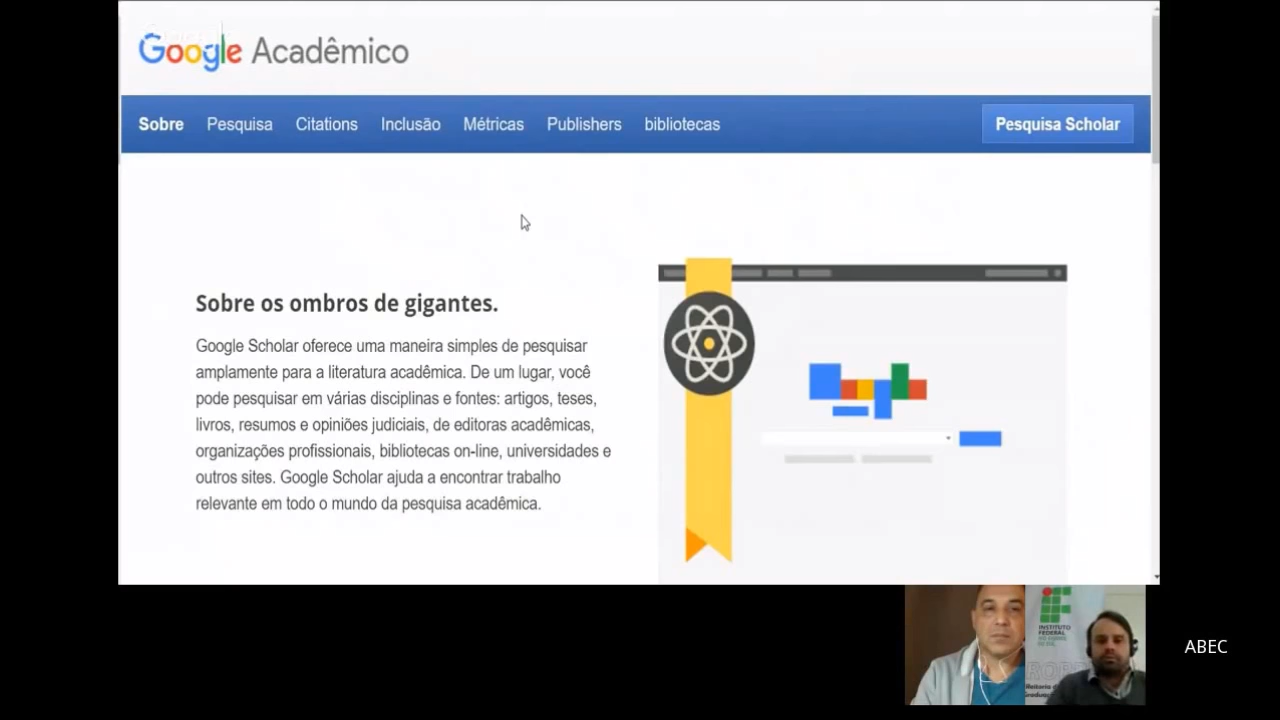 Google Acadêmico
Sobre Pesquisa Citations Inclusão Métricas Publishers bibliotecas Pesquisa Scholar
Sobre os ombros de gigantes.
Google Scholar oferece uma maneira simples de pesquisar
amplamente para a literatura acadêmica. De um lugar, você
pode pesquisar em várias disciplinas e fontes: artigos, teses,
livros, resumos e opiniões judiciais, de editoras acadêmicas,
organizações profissionais, bibliotecas on-line, universidades e
outros sites. Google Scholar ajuda a encontrar trabalho
relevante em todo o mundo da pesquisa acadêmica.
INSTITUTO
FEDERAL
ABEC